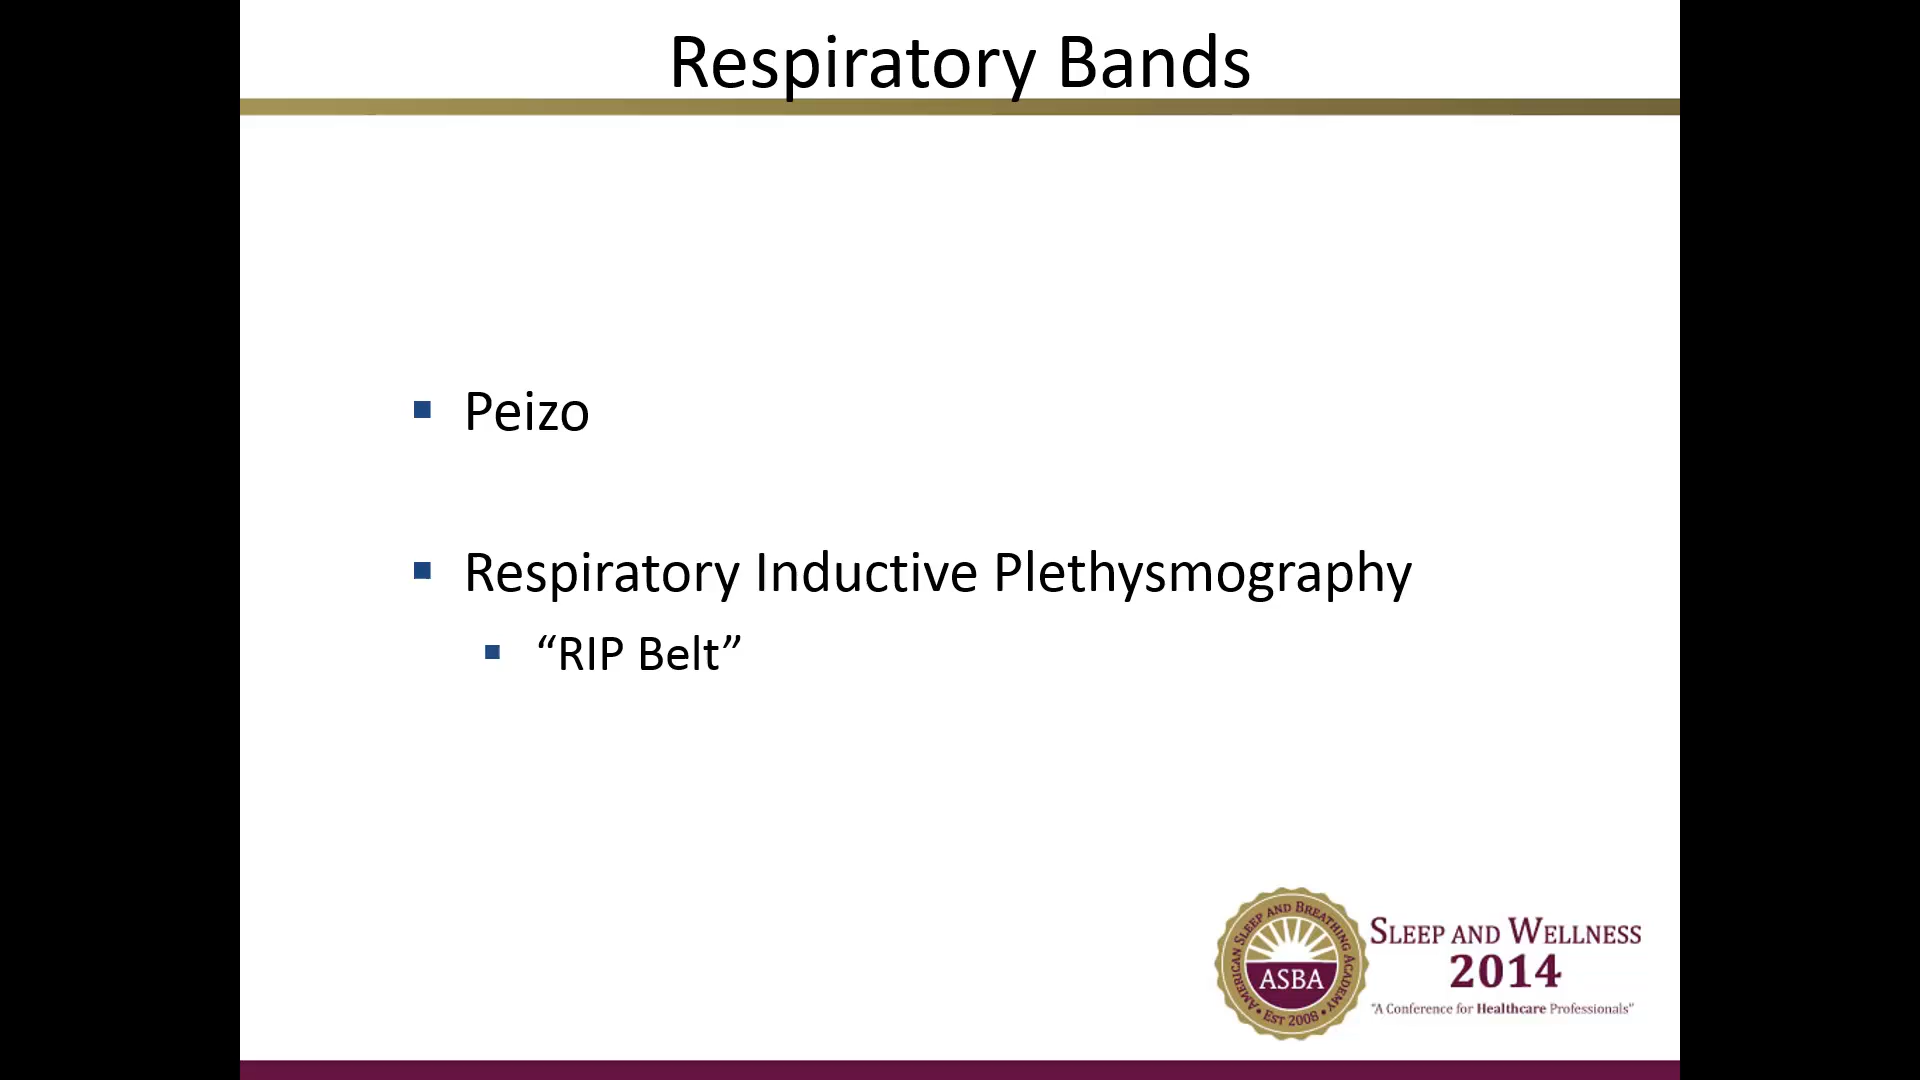 Respiratory Bands
Peizo
Respiratory Inductive Plethysmography
“RIP Belt”
AMERICAN SLEEP AND BREATHING ACADEMY
ASBA
EST 2008
SLEEP AND WELLNESS
2014
"A Conference for Healthcare Professionals"